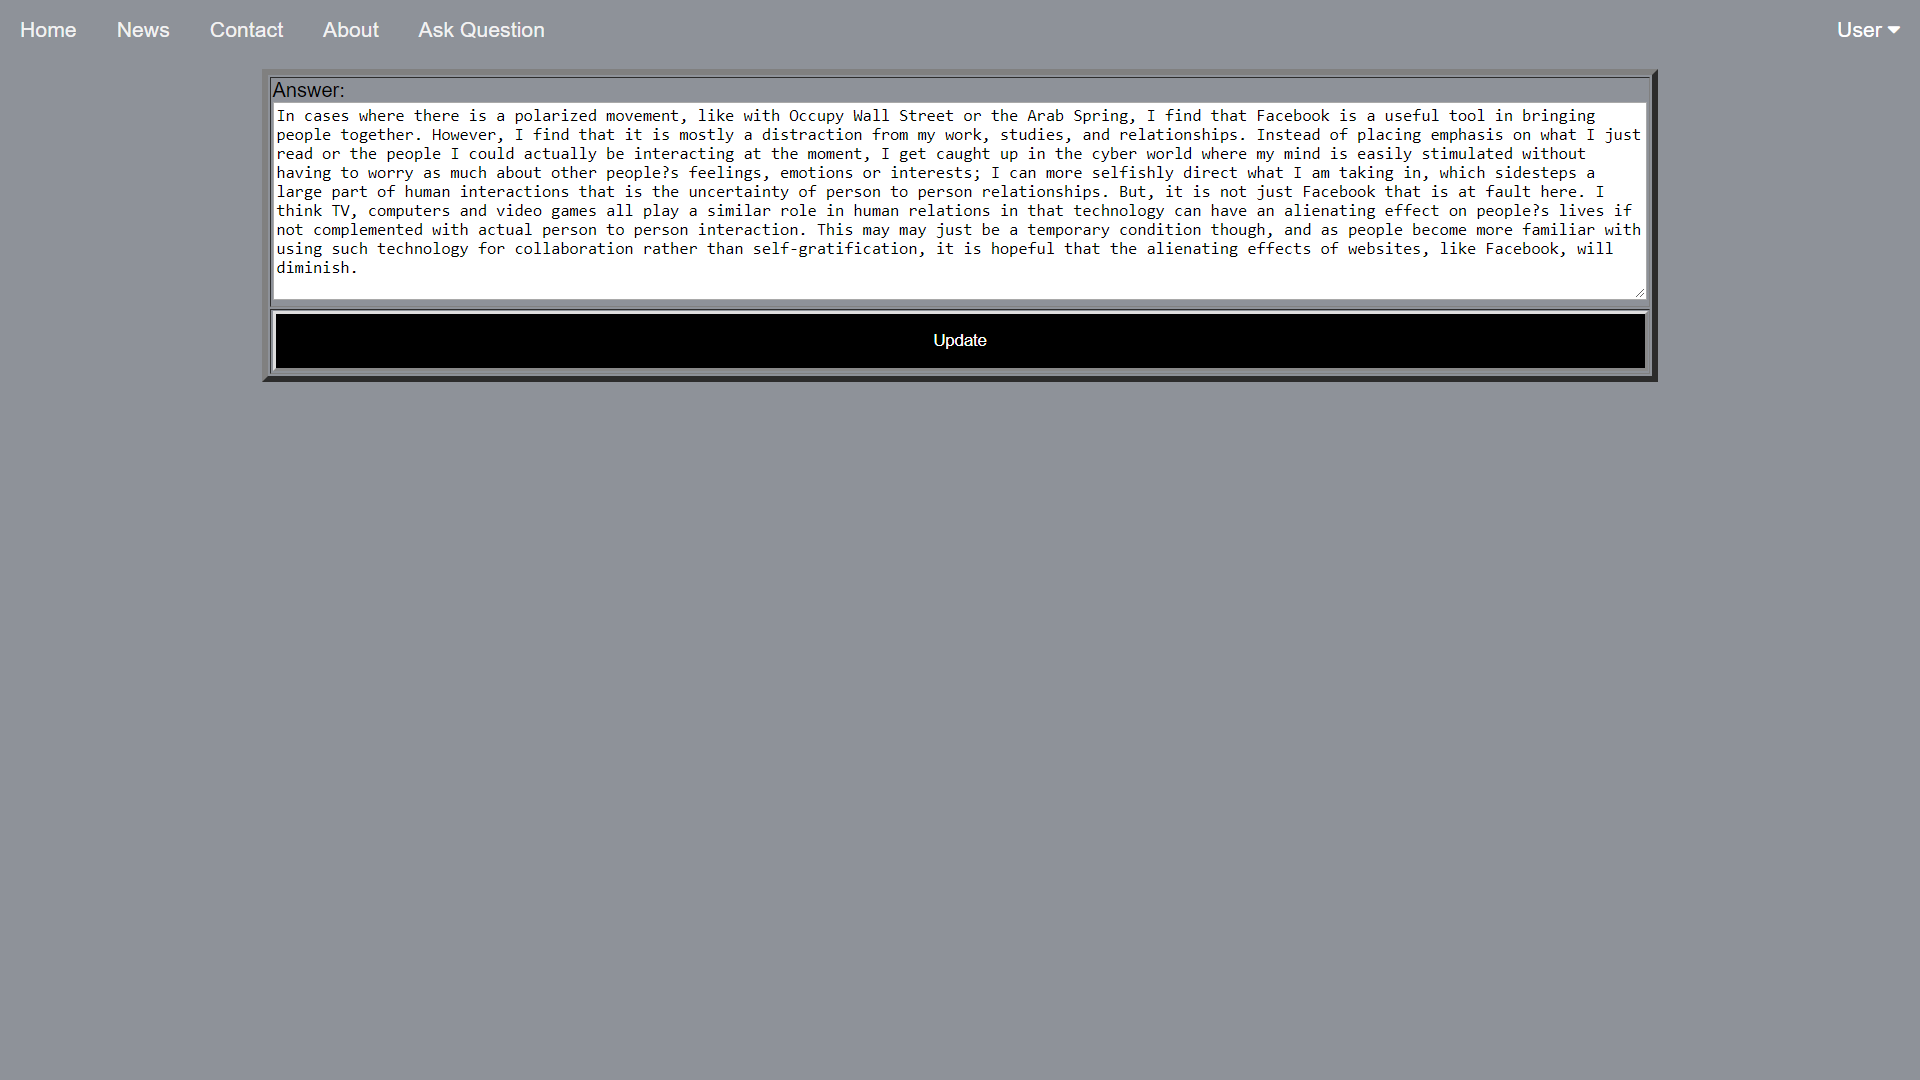 Home News Contact About Ask Question User
Answer:
In cases where there is a polarized movement, like with Occupy Wall Street or the Arab Spring, I find that Facebook is a useful tool in bringing
people together. However, I find that it is mostly a distraction from my work, studies, and relationships. Instead of placing emphasis on what I just
read or the people I could actually be interacting at the moment, I get caught up in the cyber world where my mind is easily stimulated without
having to worry as much about other people?s feelings, emotions or interests; I can more selfishly direct what I am taking in, which sidesteps a
large part of human interactions that is the uncertainty of person to person relationships. But, it is not just Facebook that is at fault here. I
think TV, computers and video games all play a similar role in human relations in that technology can have an alienating effect on people?s lives if
not complemented with actual person to person interaction. This may may just be a temporary condition though, and as people become more familiar with
using such technology for collaboration rather than self-gratification, it is hopeful that the alienating effects of websites, like Facebook, will
diminish.
Update